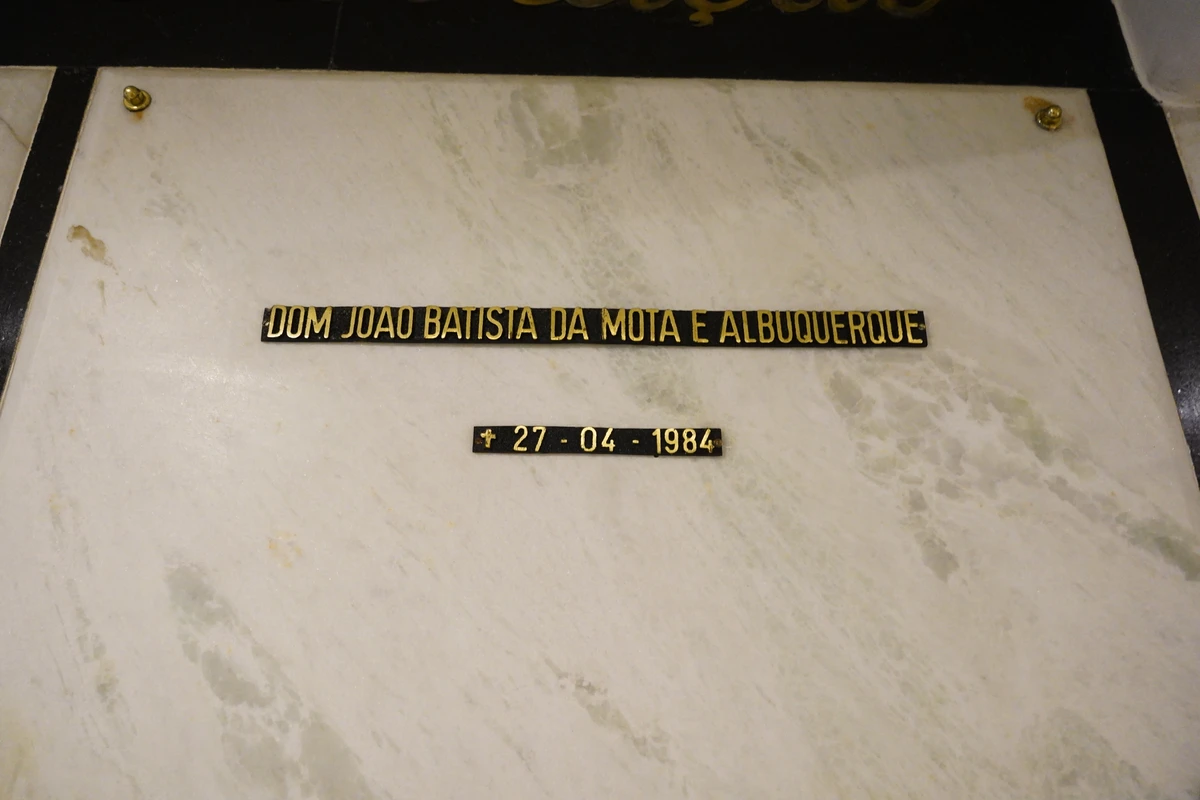 DOM JOAO BATISTA DA MOTA E ALBUQUERQUE
✝ 27 - 04 - 1984